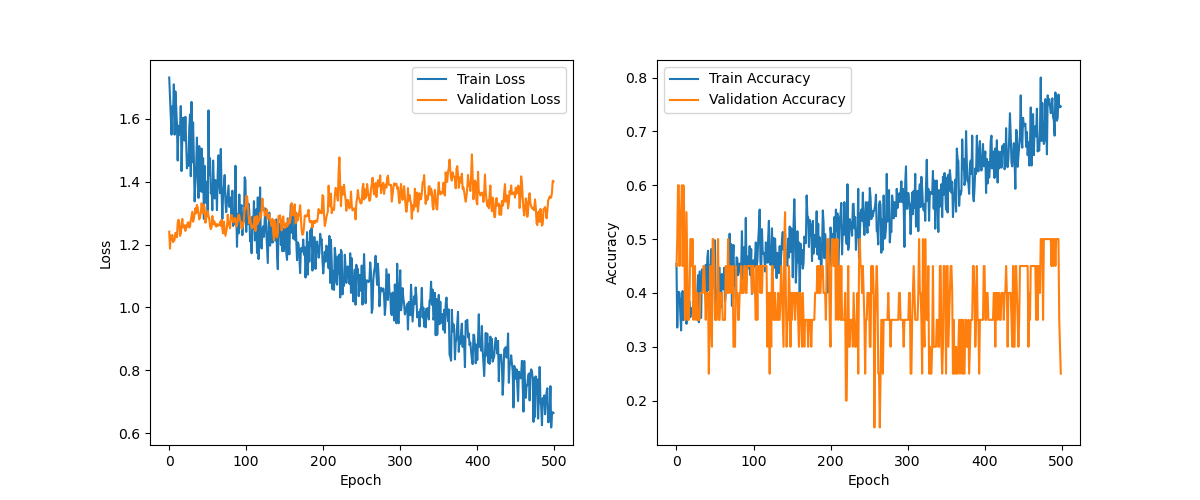 Train Loss
Validation Loss
1.6
1.4
1.2
1.0
0.8
0.6
Loss
0 100 200 300 400 500
Epoch
Train Accuracy
Validation Accuracy
0.8
0.7
0.6
0.5
0.4
0.3
0.2
Accuracy
0 100 200 300 400 500
Epoch